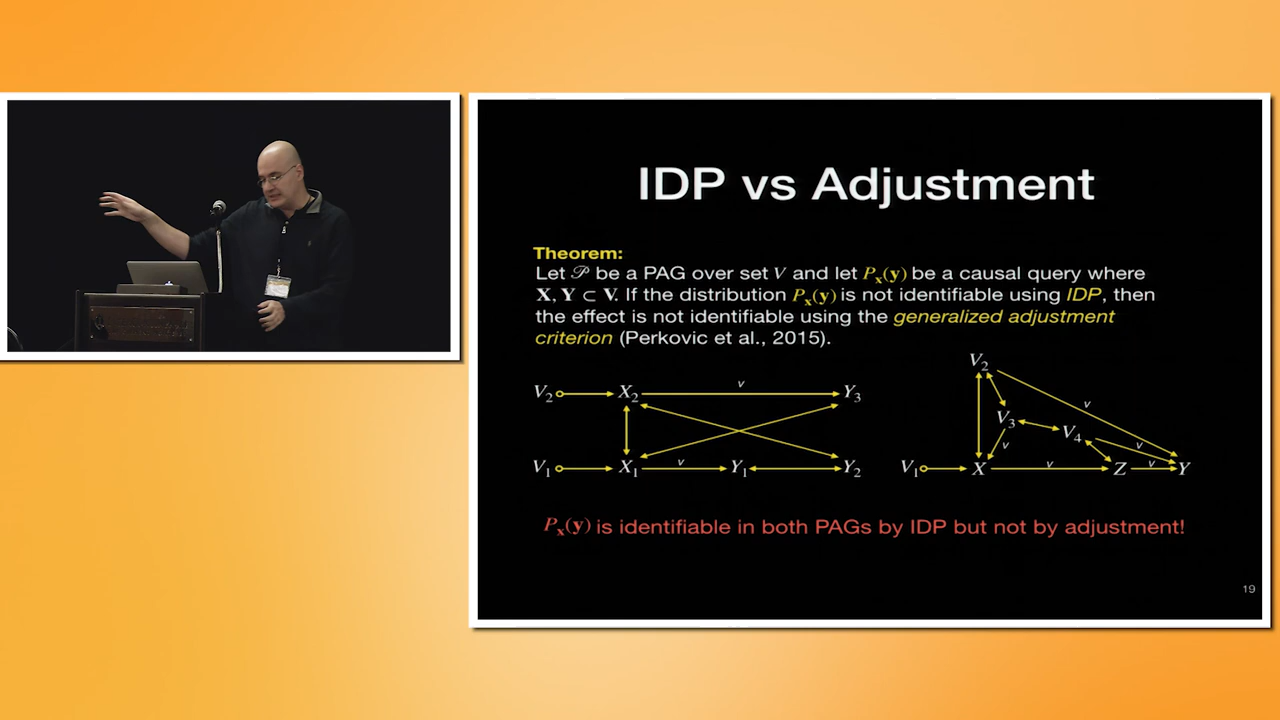 IDP vs Adjustment
Theorem:
Let 𝒫 be a PAG over set V and let Pₓ(y) be a causal query where
X, Y ⊂ V. If the distribution Pₓ(y) is not identifiable using IDP, then
the effect is not identifiable using the generalized adjustment
criterion (Perkovic et al., 2015).
V₂ X₂ v Y₃
V₁ X₁ v Y₁ Y₂
V₂
v
V₃ V₄
v v
V₁ X v Z v Y
Pₓ(y) is identifiable in both PAGs by IDP but not by adjustment!
19